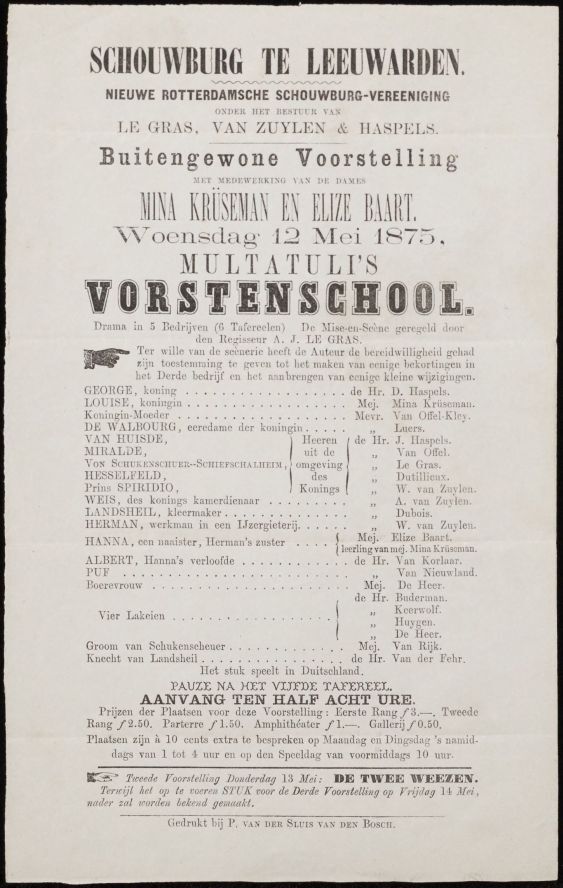 SCHOUWBURG TE LEEUWARDEN.
NIEUWE ROTTERDAMSCHE SCHOUWBURG-VEREENIGING
ONDER HET BESTUUR VAN
LE GRAS, VAN ZUYLEN & HASPELS.
Buitengewone Voorstelling
MET MEDEWERKING VAN DE DAMES
MINA KRÜSEMAN EN ELIZE BAART.
Woensdag 12 Mei 1875,
MULTATULI'S
VORSTENSCHOOL.
Drama in 5 Bedrijven (6 Tafereelen) De Mise-en-Scène geregeld door
den Regisseur A. J. LE GRAS.
Ter wille van de scènerie heeft de Auteur de bereidwilligheid gehad
zijn toestemming te geven tot het maken van eenige bekortingen in
het Derde bedrijf en het aanbrengen van eenige kleine wijzigingen.
GEORGE, koning . . . . . . . . . . . . . . . . . de Hr. D. Haspels.
LOUISE, koningin . . . . . . . . . . . . . . . . Mej. Mina Krüseman.
Koningin-Moeder . . . . . . . . . . . . . . . . Mevr. Van Offel-Kley.
DE WALBOURG, eeredame der koningin . . . . . „ Luers.
VAN HUISDE, Heeren de Hr. J. Haspels.
MIRALDE, uit de „ Van Offel.
VON SCHUKENSCHUER-SCHIEFSCHALHEIM, omgeving „ Le Gras.
HESSELFELD, des „ Dutillieux.
Prins SPIRIDIO, Konings „ W. van Zuylen.
WEIS, des konings kamerdienaar . . . . . . . . . „ A. van Zuylen.
LANDSHEIL, kleermaker . . . . . . . . . . . . . „ Dubois.
HERMAN, werkman in een IJzergieterij . . . . . . „ W. van Zuylen.
HANNA, een naaister, Herman's zuster . . . . Mej. Elize Baart,
leerling van mej. Mina Krüseman.
ALBERT, Hanna's verloofde . . . . . . . . . . . de Hr. Van Korlaar.
PUF . . . . . . . . . . . . . . . . . . . . . . „ Van Nieuwland.
Boerevrouw . . . . . . . . . . . . . . . . . . . Mej. De Heer.
de Hr. Buderman.
Vier Lakeien . . . . . . . . . . . . . . . . „ Keerwolf.
„ Huygen.
„ De Heer.
Groom van Schukenscheuer . . . . . . . . . . . . Mej. Van Rijk.
Knecht van Landsheil . . . . . . . . . . . . . . de Hr. Van der Fehr.
Het stuk speelt in Duitschland.
PAUZE NA HET VIJFDE TAFEREEL.
AANVANG TEN HALF ACHT URE.
Prijzen der Plaatsen voor deze Voorstelling: Eerste Rang ƒ3.—. Tweede
Rang ƒ2.50. Parterre ƒ1.50. Amphithéater ƒ1.—. Gallerij ƒ0.50.
Plaatsen zijn à 10 cents extra te bespreken op Maandag en Dingsdag 's namid-
dags van 1 tot 4 uur en op den Speeldag van voormiddags 10 uur.
Tweede Voorstelling Donderdag 13 Mei: DE TWEE WEEZEN.
Terwijl het op te voeren STUK voor de Derde Voorstelling op Vrijdag 14 Mei,
nader zal worden bekend gemaakt.
Gedrukt bij P. VAN DER SLUIS VAN DEN BOSCH.